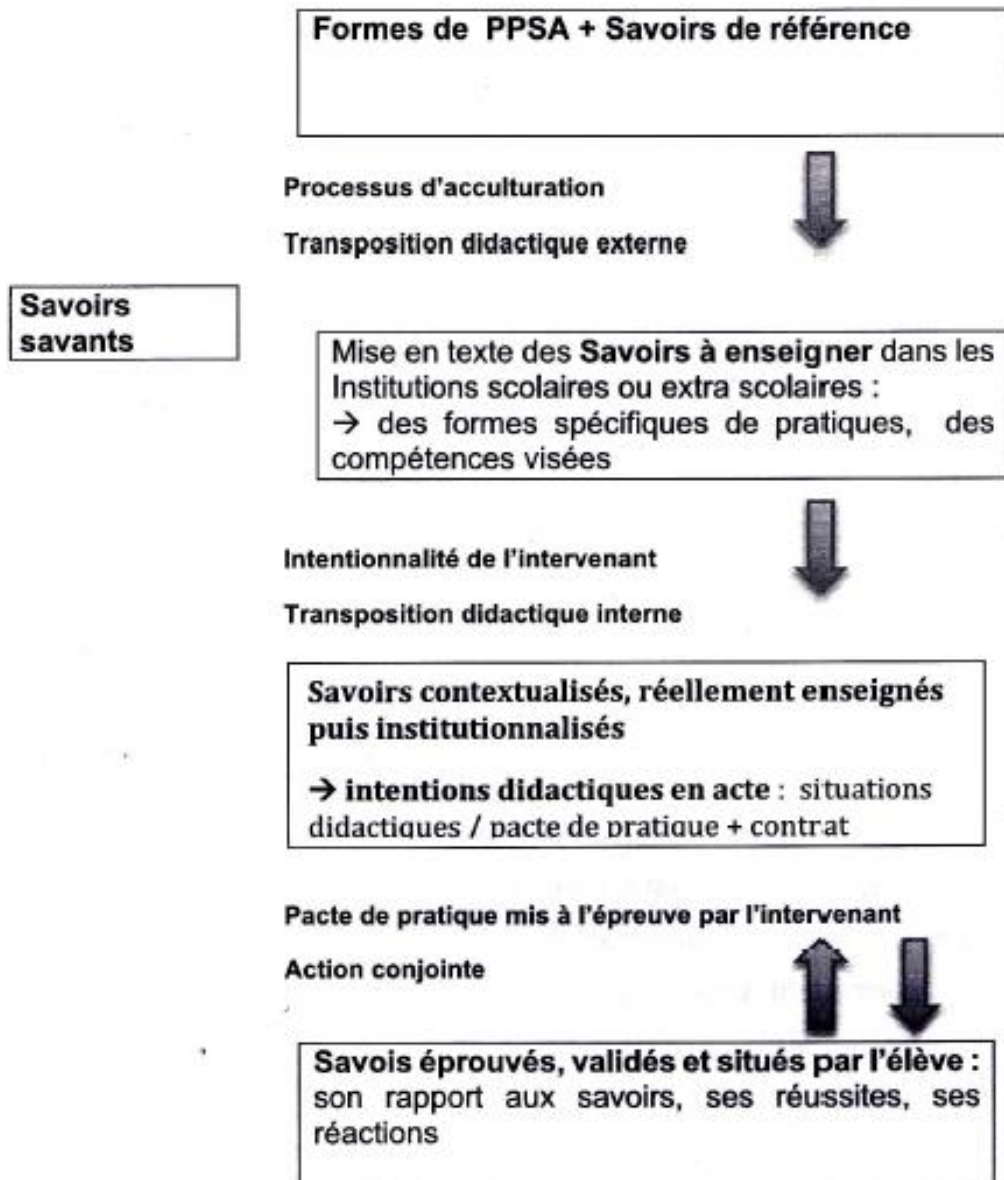 Formes de PPSA + Savoirs de référence
Processus d'acculturation
Transposition didactique externe
Savoirs
savants
Mise en texte des Savoirs à enseigner dans les
Institutions scolaires ou extra scolaires :
→ des formes spécifiques de pratiques, des
compétences visées
Intentionnalité de l'intervenant
Transposition didactique interne
Savoirs contextualisés, réellement enseignés
puis institutionnalisés
→ intentions didactiques en acte : situations
didactiques / pacte de pratique + contrat
Pacte de pratique mis à l'épreuve par l'intervenant
Action conjointe
Savois éprouvés, validés et situés par l'élève :
son rapport aux savoirs, ses réussites, ses
réactions